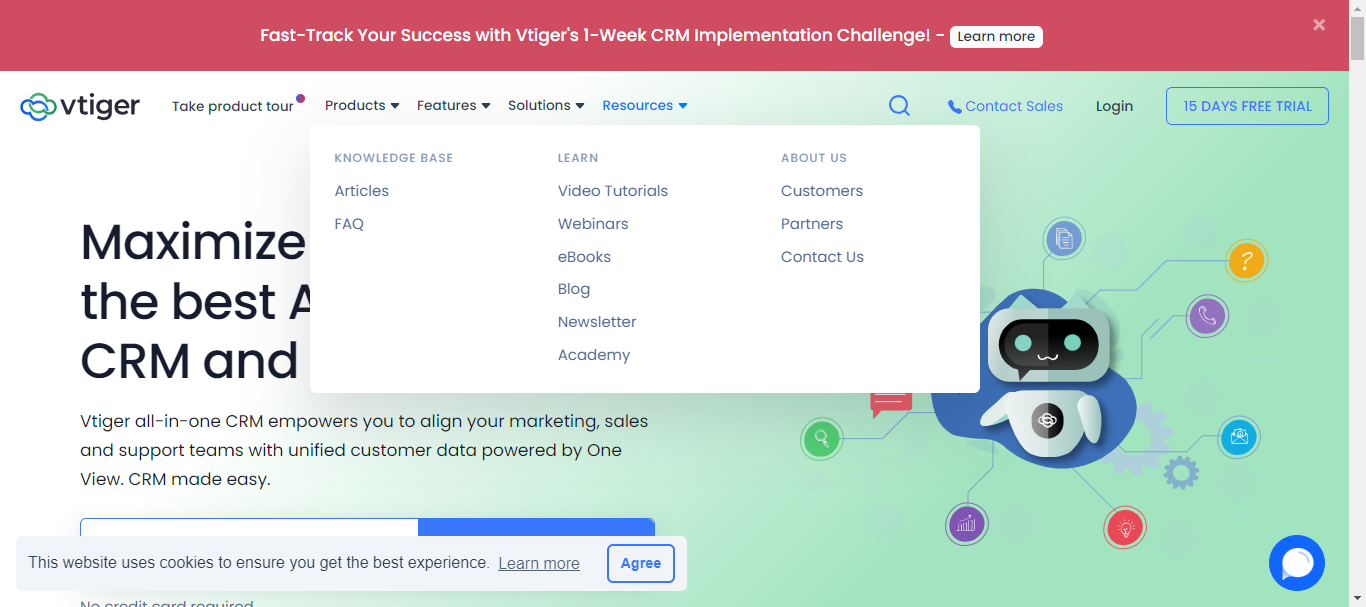 Fast-Track Your Success with Vtiger's 1-Week CRM Implementation Challenge! - Learn more
×
vtiger
Take product tour
Products
Features
Solutions
Resources
Contact Sales
Login
15 DAYS FREE TRIAL
KNOWLEDGE BASE
Articles
FAQ
LEARN
Video Tutorials
Webinars
eBooks
Blog
Newsletter
Academy
ABOUT US
Customers
Partners
Contact Us
Maximize
the best A
CRM and
Vtiger all-in-one CRM empowers you to align your marketing, sales
and support teams with unified customer data powered by One
View. CRM made easy.
This website uses cookies to ensure you get the best experience. Learn more
Agree
No credit card required